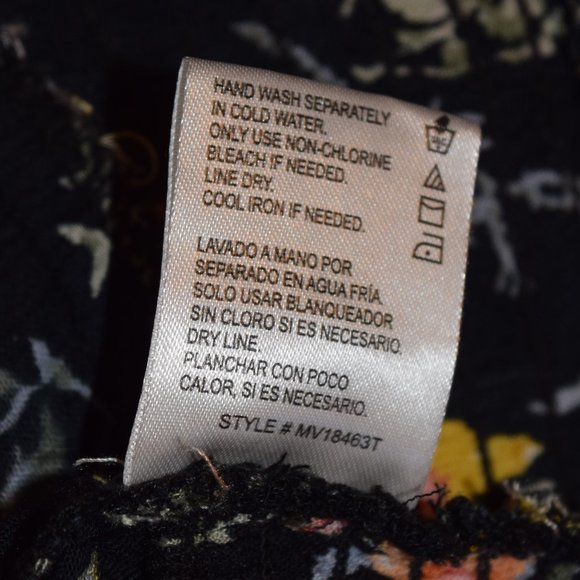 HAND WASH SEPARATELY
IN COLD WATER.
ONLY USE NON-CHLORINE
BLEACH IF NEEDED.
LINE DRY.
COOL IRON IF NEEDED.
LAVADO A MANO POR
SEPARADO EN AGUA FRÍA.
SOLO USAR BLANQUEADOR
SIN CLORO SI ES NECESARIO.
DRY LINE
PLANCHAR CON POCO
CALOR, SI ES NECESARIO.
STYLE # MV18463T